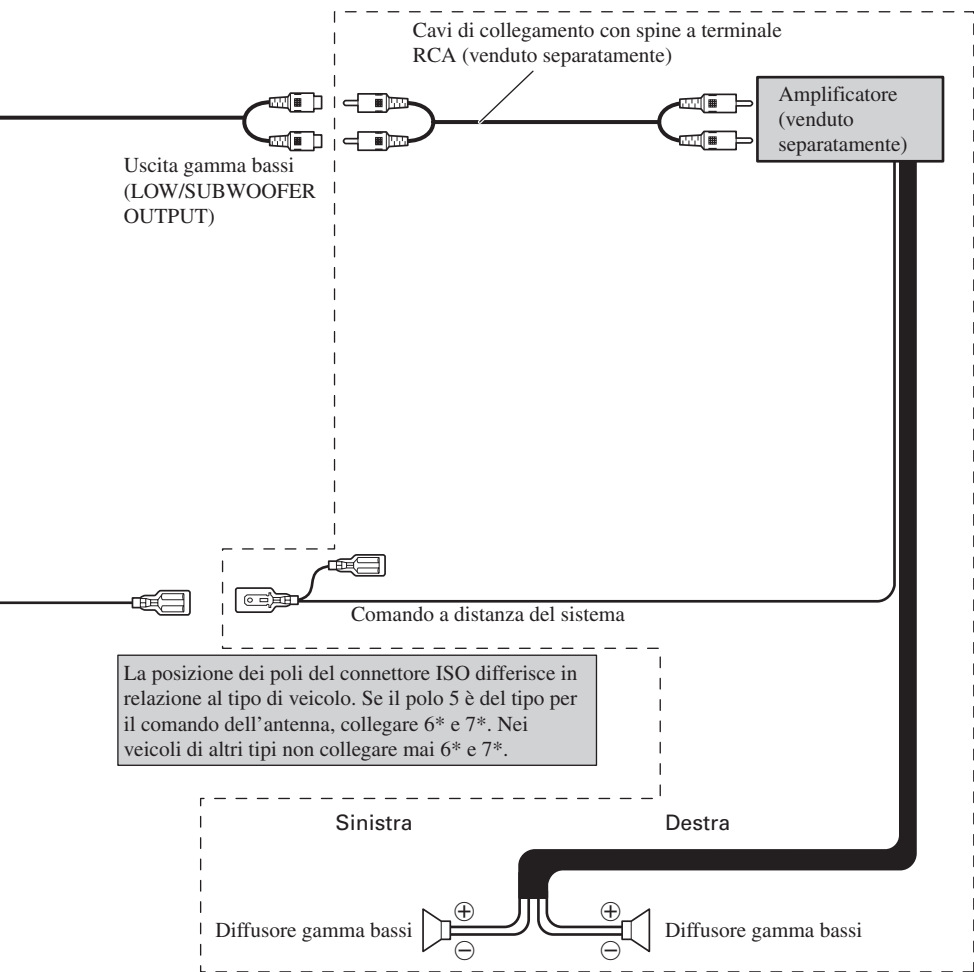 Cavi di collegamento con spine a terminale
RCA (venduto separatamente)
Amplificatore
(venduto
separatamente)
Uscita gamma bassi
(LOW/SUBWOOFER
OUTPUT)
Comando a distanza del sistema
La posizione dei poli del connettore ISO differisce in
relazione al tipo di veicolo. Se il polo 5 è del tipo per
il comando dell’antenna, collegare 6* e 7*. Nei
veicoli di altri tipi non collegare mai 6* e 7*.
Sinistra
Destra
Diffusore gamma bassi
+
−
+
−
Diffusore gamma bassi